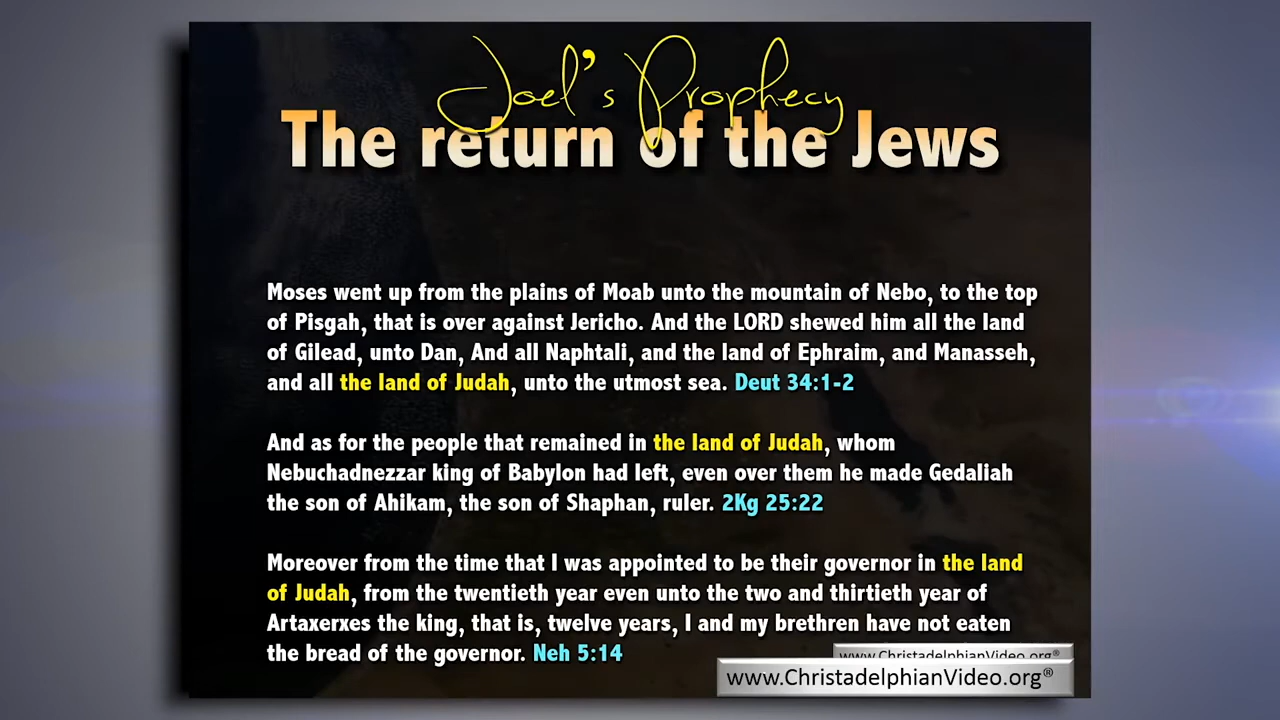 Joel's Prophecy
The return of the Jews
Moses went up from the plains of Moab unto the mountain of Nebo, to the top
of Pisgah, that is over against Jericho. And the LORD shewed him all the land
of Gilead, unto Dan, And all Naphtali, and the land of Ephraim, and Manasseh,
and all the land of Judah, unto the utmost sea. Deut 34:1-2
And as for the people that remained in the land of Judah, whom
Nebuchadnezzar king of Babylon had left, even over them he made Gedaliah
the son of Ahikam, the son of Shaphan, ruler. 2Kg 25:22
Moreover from the time that I was appointed to be their governor in the land
of Judah, from the twentieth year even unto the two and thirtieth year of
Artaxerxes the king, that is, twelve years, I and my brethren have not eaten
the bread of the governor. Neh 5:14
www.ChristadelphianVideo.org®
www.ChristadelphianVideo.org®